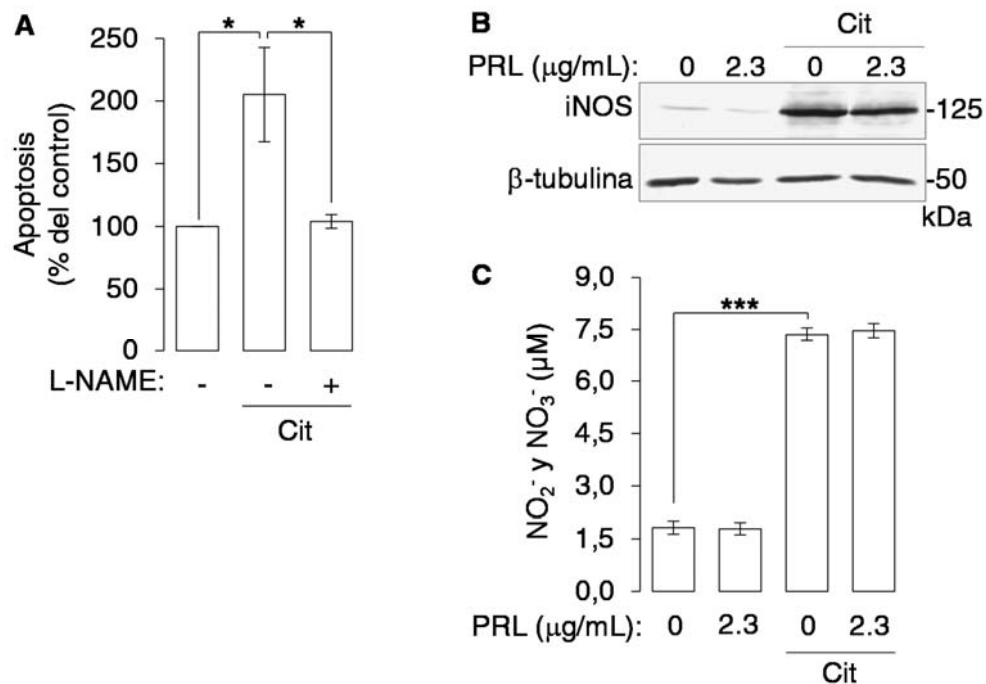 A
*
*
250
200
150
100
50
0
Apoptosis
(% del control)
L-NAME: - - +
Cit
B
Cit
PRL (μg/mL): 0 2.3 0 2.3
iNOS -125
β-tubulina -50
kDa
C
***
9,0
7,5
6,0
4,5
3,0
1,5
0,0
NO₂⁻ y NO₃⁻ (μM)
PRL (μg/mL): 0 2.3 0 2.3
Cit